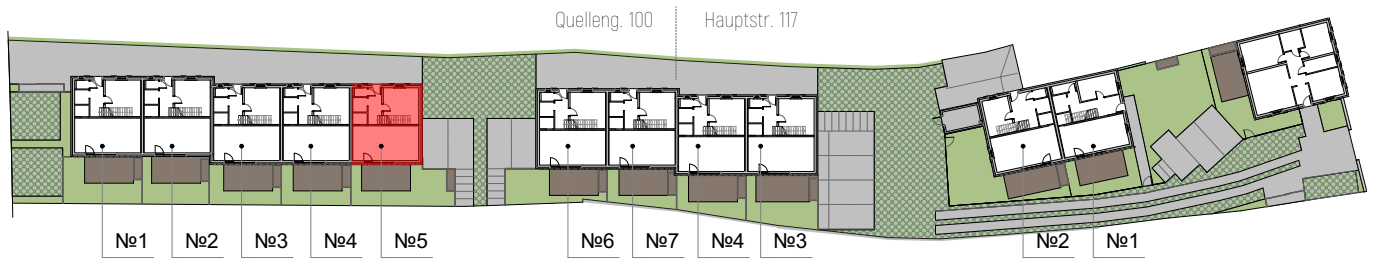 Quelleng. 100 Hauptstr. 117
№1 №2 №3 №4 №5 №6 №7 №4 №3 №2 №1